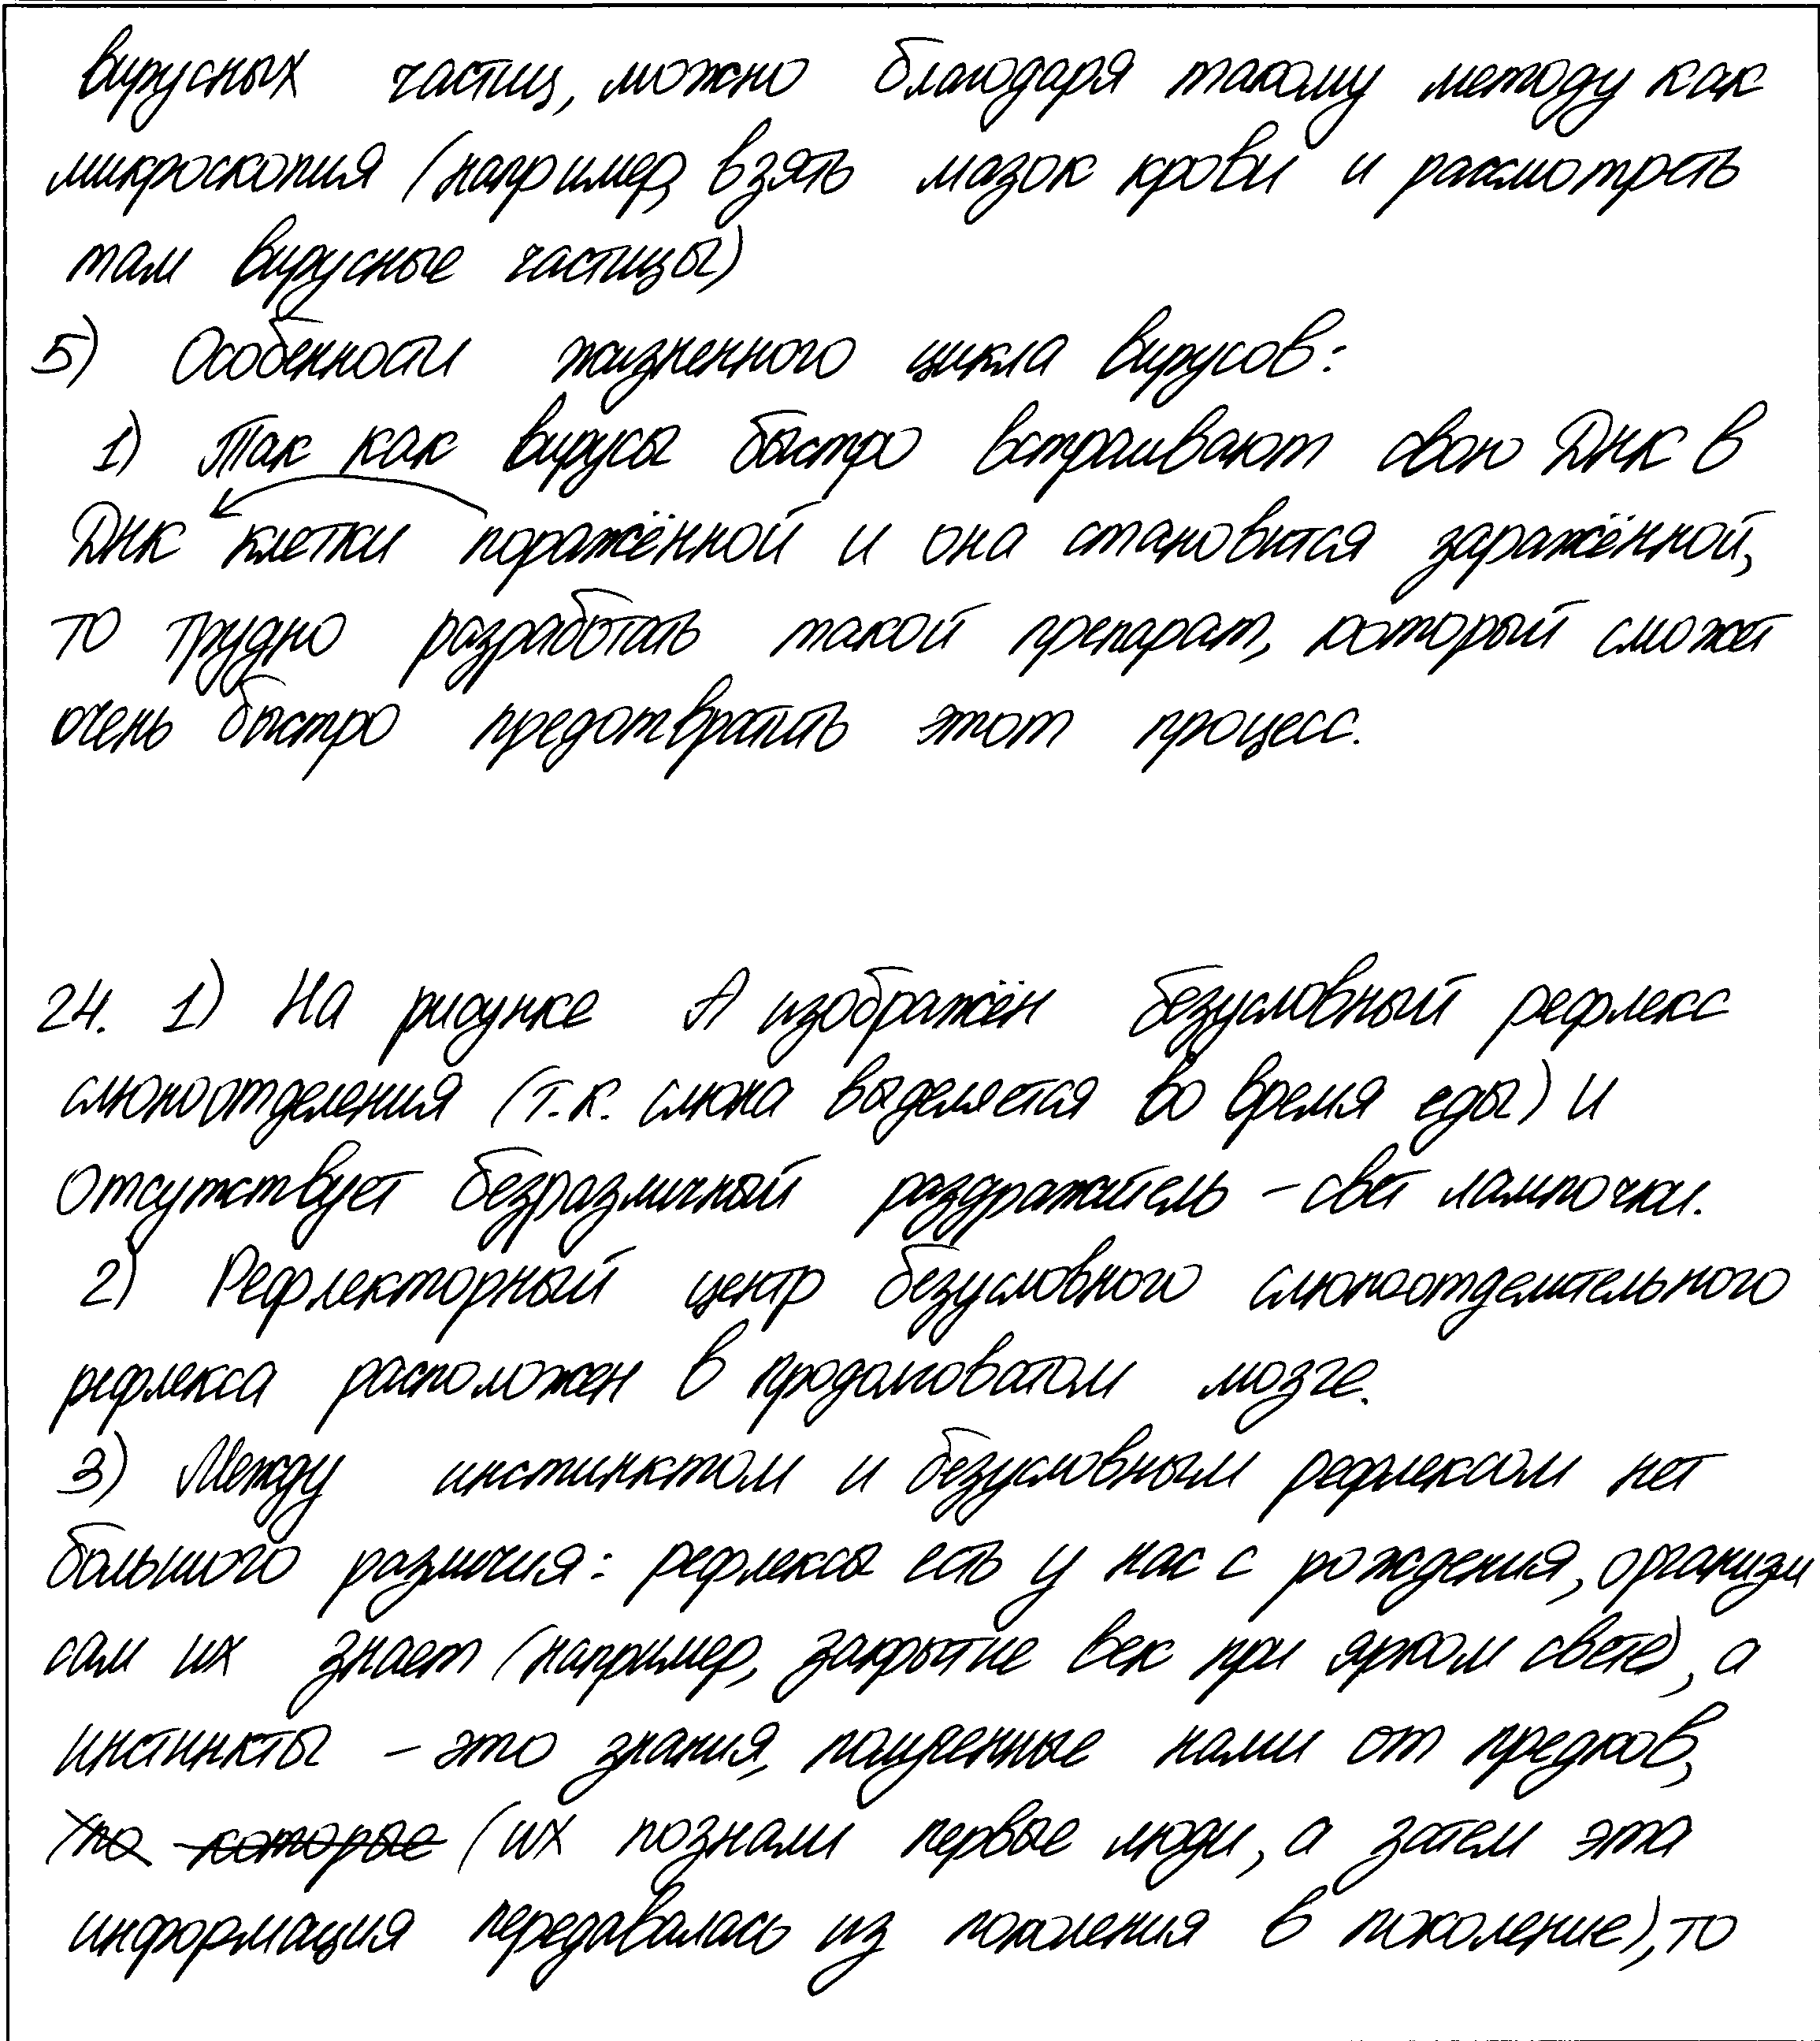 вирусных частиц, можно благодаря такому методу как
микроскопия (например, взять мазок крови и рассмотреть
там вирусные частицы)
5) Особенности жизненного цикла вирусов:
1) Так как вирусы быстро встраивают свою ДНК в
ДНК клетки поражённой и она становится заражённой,
то трудно разработать такой препарат, который сможет
очень быстро предотвратить этот процесс.
24. 1) На рисунке А изображён безусловный рефлекс
слюноотделения (т.к. слюна выделяется во время еды) и
отсутствует безразличный раздражитель – свет лампочки.
2) Рефлекторный центр безусловного слюноотделительного
рефлекса расположен в продолговатом мозге.
3) Между инстинктом и безусловным рефлексом нет
большого различия: рефлексы есть у нас с рождения, организм
сам их знает (например, закрытие век при ярком свете), а
инстинкты – это знания, полученные нами от предков,
но которые (их познали первые люди, а затем эта
информация передавалась из поколения в поколение), то